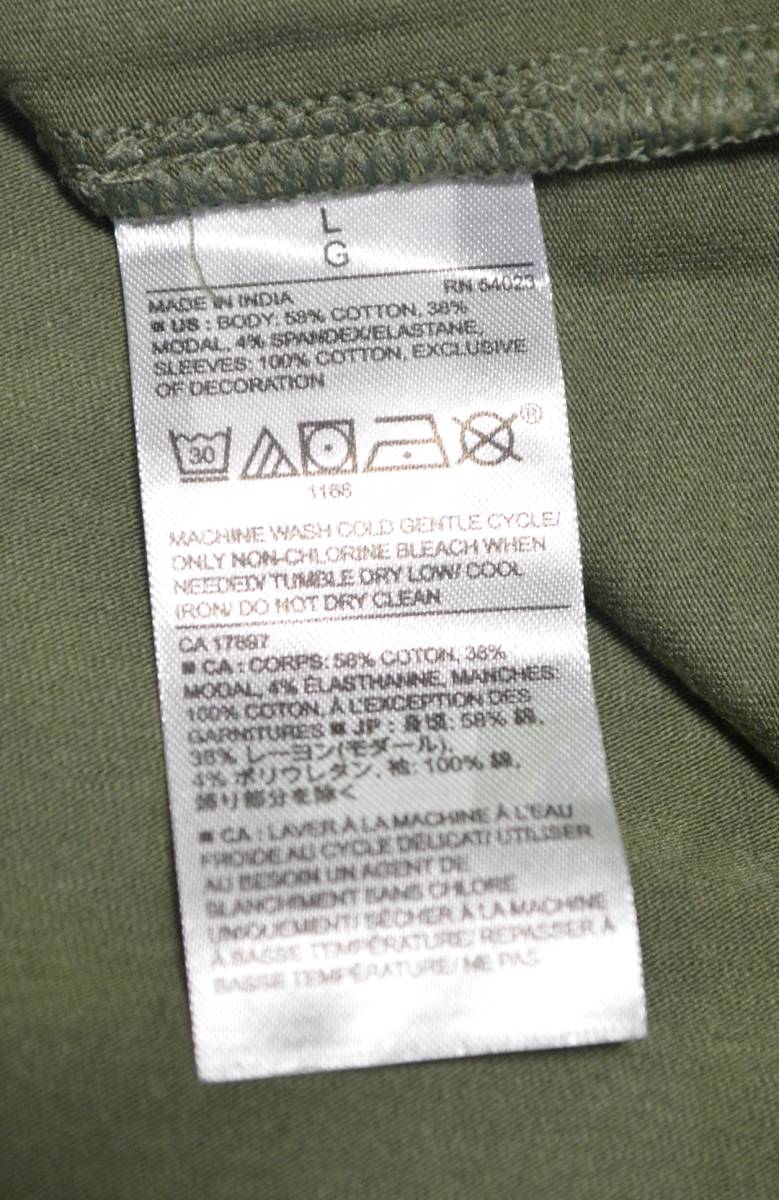 L
G
RN 54023
MADE IN INDIA
■ US : BODY: 58% COTTON, 38%
MODAL, 4% SPANDEX/ELASTANE,
SLEEVES: 100% COTTON, EXCLUSIVE
OF DECORATION
30
®
1168
MACHINE WASH COLD GENTLE CYCLE/
ONLY NON-CHLORINE BLEACH WHEN
NEEDED/ TUMBLE DRY LOW/ COOL
IRON/ DO NOT DRY CLEAN
CA 17897
■ CA : CORPS: 58% COTON, 38%
MODAL, 4% ÉLASTHANNE, MANCHES:
100% COTON, À L'EXCEPTION DES
GARNITURES ■ JP : 身頃: 58% 綿,
38% レーヨン(モダール),
4% ポリウレタン, 袖: 100% 綿,
飾り部分を除く
■ CA : LAVER À LA MACHINE À L'EAU
FROIDE AU CYCLE DÉLICAT/ UTILISER
AU BESOIN UN AGENT DE
BLANCHIMENT SANS CHLORE
UNIQUEMENT/ SÉCHER À LA MACHINE
À BASSE TEMPÉRATURE/ REPASSER À
BASSE TEMPÉRATURE/ NE PAS